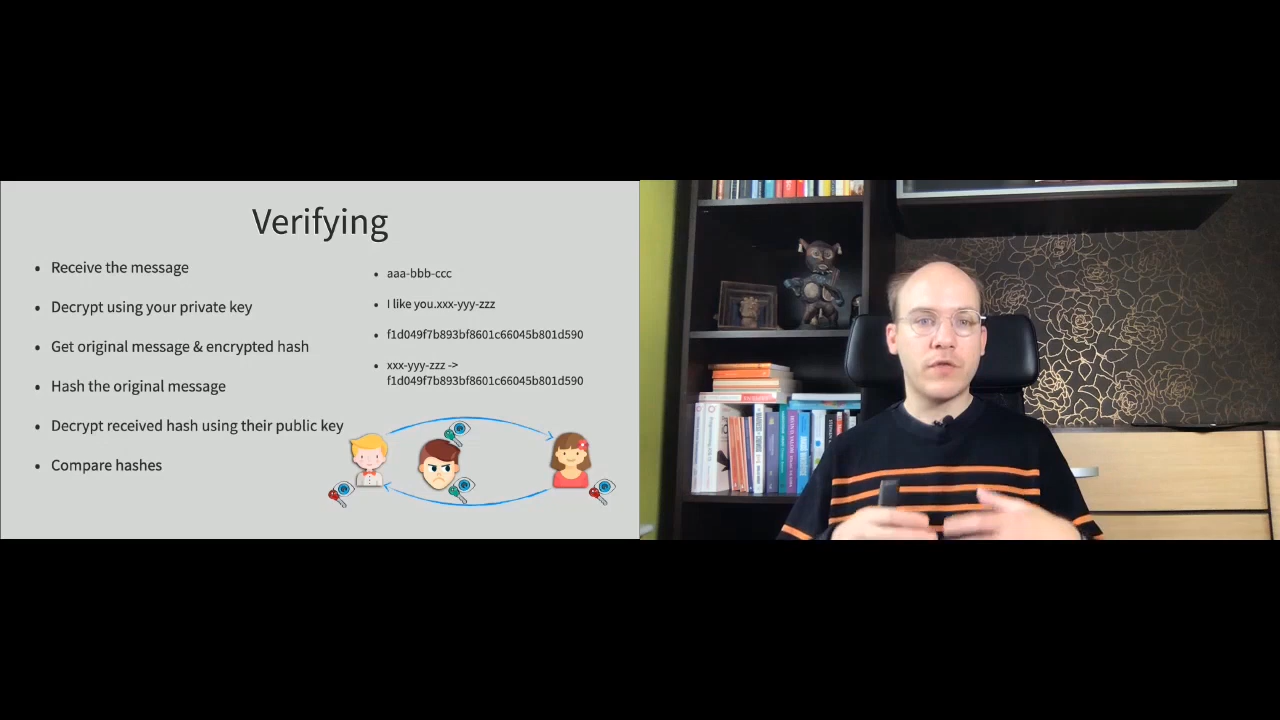 Verifying
Receive the message
Decrypt using your private key
Get original message & encrypted hash
Hash the original message
Decrypt received hash using their public key
Compare hashes
aaa-bbb-ccc
I like you.xxx-yyy-zzz
f1d049f7b893bf8601c66045b801d590
xxx-yyy-zzz ->
f1d049f7b893bf8601c66045b801d590